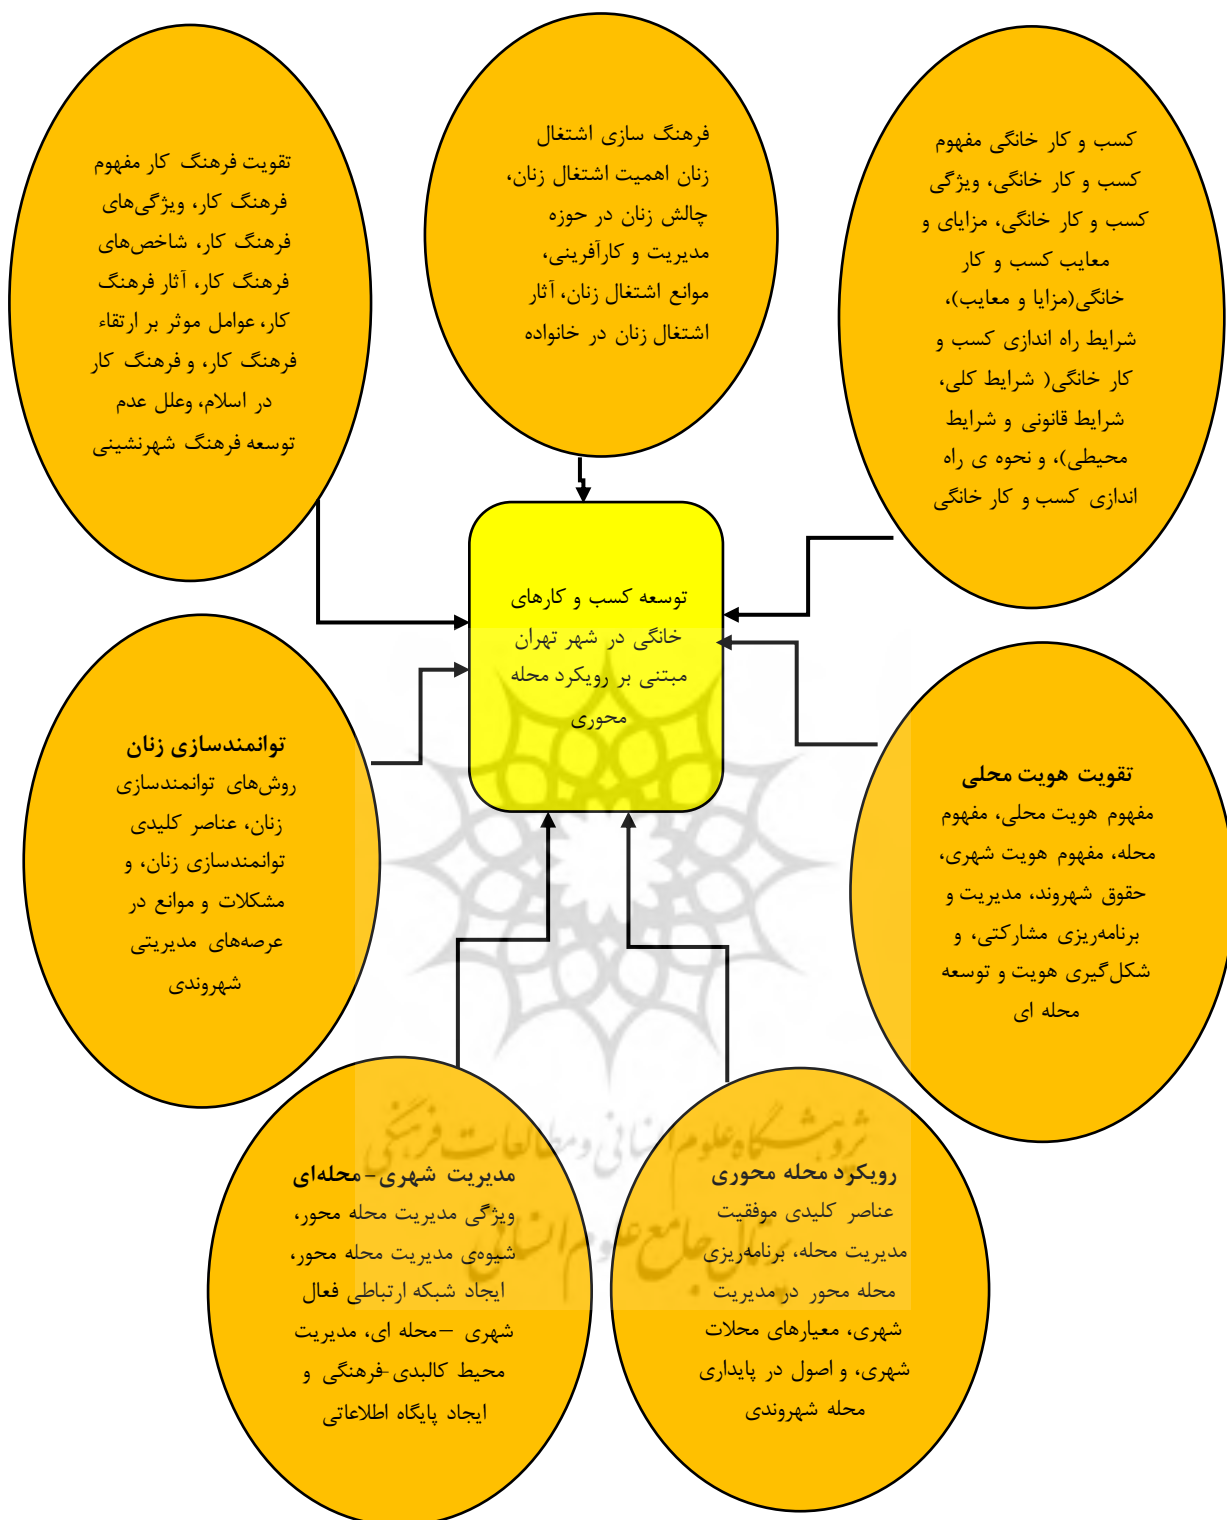 کسب و کار خانگی مفهوم
کسب و کار خانگی، ویژگی
کسب و کار خانگی، مزایای و
معایب کسب و کار
خانگی(مزایا و معایب)،
شرایط راه اندازی کسب و
کار خانگی( شرایط کلی،
شرایط قانونی و شرایط
محیطی)، و نحوه ی راه
اندازی کسب و کار خانگی
فرهنگ سازی اشتغال
زنان اهمیت اشتغال زنان،
چالش زنان در حوزه
مدیریت و کارآفرینی،
موانع اشتغال زنان، آثار
اشتغال زنان در خانواده
تقویت فرهنگ کار مفهوم
فرهنگ کار، ویژگی‌های
فرهنگ کار، شاخص‌های
فرهنگ کار، آثار فرهنگ
کار، عوامل موثر بر ارتقاء
فرهنگ کار، و فرهنگ کار
در اسلام، وعلل عدم
توسعه فرهنگ شهرنشینی
توسعه کسب و کارهای
خانگی در شهر تهران
مبتنی بر رویکرد محله
محوری
تقویت هویت محلی
مفهوم هویت محلی، مفهوم
محله، مفهوم هویت شهری،
حقوق شهروند، مدیریت و
برنامه‌ریزی مشارکتی، و
شکل‌گیری هویت و توسعه
محله ای
توانمندسازی زنان
روش‌های توانمندسازی
زنان، عناصر کلیدی
توانمندسازی زنان، و
مشکلات و موانع در
عرصه‌های مدیریتی
شهروندی
رویکرد محله محوری
عناصر کلیدی موفقیت
مدیریت محله، برنامه‌ریزی
محله محور در مدیریت
شهری، معیارهای محلات
شهری، و اصول در پایداری
محله شهروندی
مدیریت شهری-محله‌ای
ویژگی مدیریت محله محور،
شیوه‌ی مدیریت محله محور،
ایجاد شبکه ارتباطی فعال
شهری –محله ای، مدیریت
محیط کالبدی-فرهنگی و
ایجاد پایگاه اطلاعاتی
پژوهشگاه علوم انسانی و مطالعات فرهنگی
پرتال جامع علوم انسانی